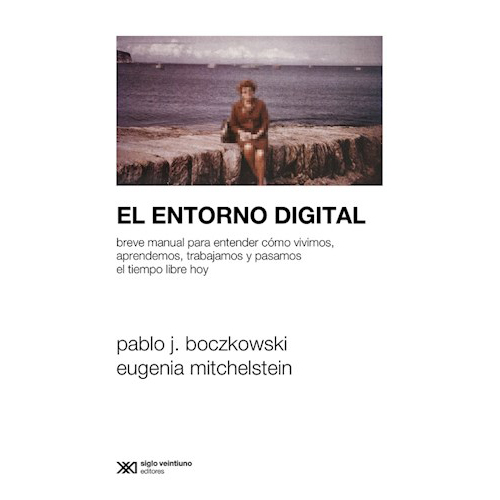 EL ENTORNO DIGITAL
breve manual para entender cómo vivimos,
aprendemos, trabajamos y pasamos
el tiempo libre hoy
pablo j. boczkowski
eugenia mitchelstein
siglo veintiuno
editores